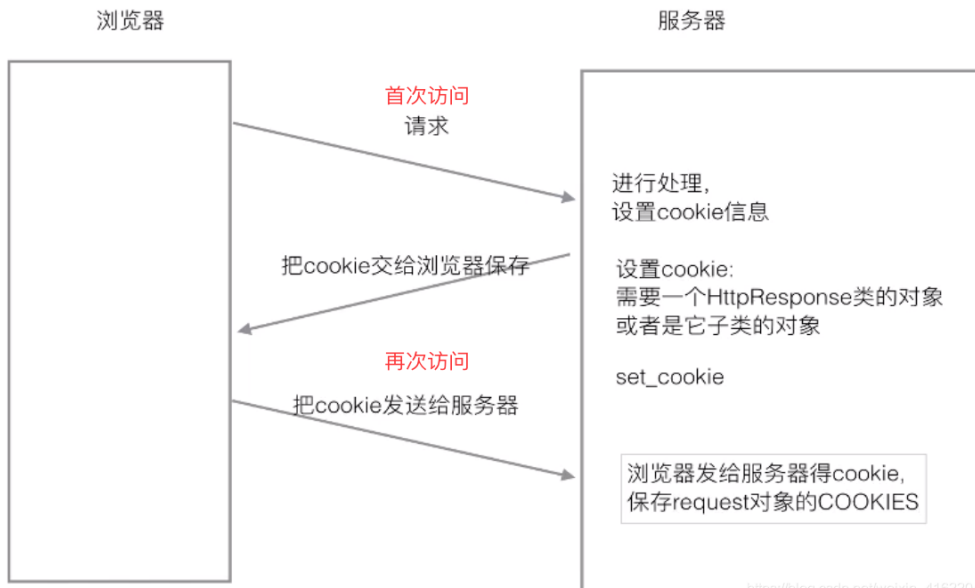 浏览器
服务器
首次访问
请求
进行处理,
设置cookie信息
把cookie交给浏览器保存
设置cookie:
需要一个HttpResponse类的对象
或者是它子类的对象
再次访问
set_cookie
把cookie发送给服务器
浏览器发给服务器得cookie,
保存request对象的COOKIES